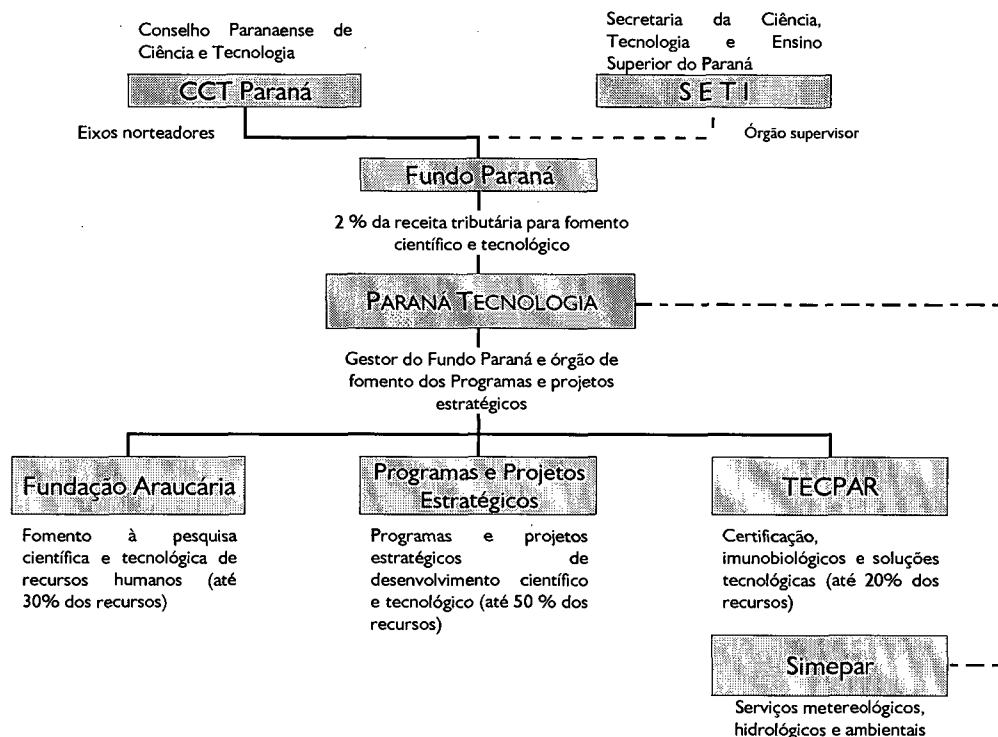 Conselho Paranaense de
Ciência e Tecnologia
CCT Paraná
Secretaria da Ciência,
Tecnologia e Ensino
Superior do Paraná
S E T I
Eixos norteadores
Órgão supervisor
Fundo Paraná
2 % da receita tributária para fomento
científico e tecnológico
PARANÁ TECNOLOGIA
Gestor do Fundo Paraná e órgão de
fomento dos Programas e projetos
estratégicos
Fundação Araucária
Fomento à pesquisa
científica e tecnológica de
recursos humanos (até
30% dos recursos)
Programas e Projetos
Estratégicos
Programas e projetos
estratégicos de
desenvolvimento científico
e tecnológico (até 50 % dos
recursos)
TECPAR
Certificação,
imunobiológicos e soluções
tecnológicas (até 20% dos
recursos)
Simepar
Serviços metereológicos,
hidrológicos e ambientais